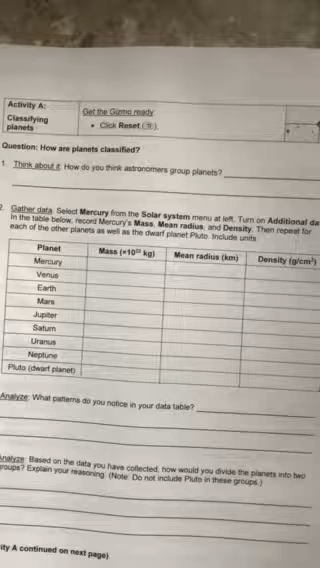 Activity A:
Classifying
planets
Get the Gizmo ready:
• Click Reset ( ).
Question: How are planets classified?
1. Think about it: How do you think astronomers group planets?
2. Gather data: Select Mercury from the Solar system menu at left. Turn on Additional da
In the table below, record Mercury's Mass, Mean radius, and Density. Then repeat for
each of the other planets as well as the dwarf planet Pluto. Include units.
Planet Mass (×10²² kg) Mean radius (km) Density (g/cm³)
Mercury
Venus
Earth
Mars
Jupiter
Saturn
Uranus
Neptune
Pluto (dwarf planet)
Analyze: What patterns do you notice in your data table?
Analyze: Based on the data you have collected, how would you divide the planets into two
groups? Explain your reasoning. (Note: Do not include Pluto in these groups.)
ity A continued on next page)